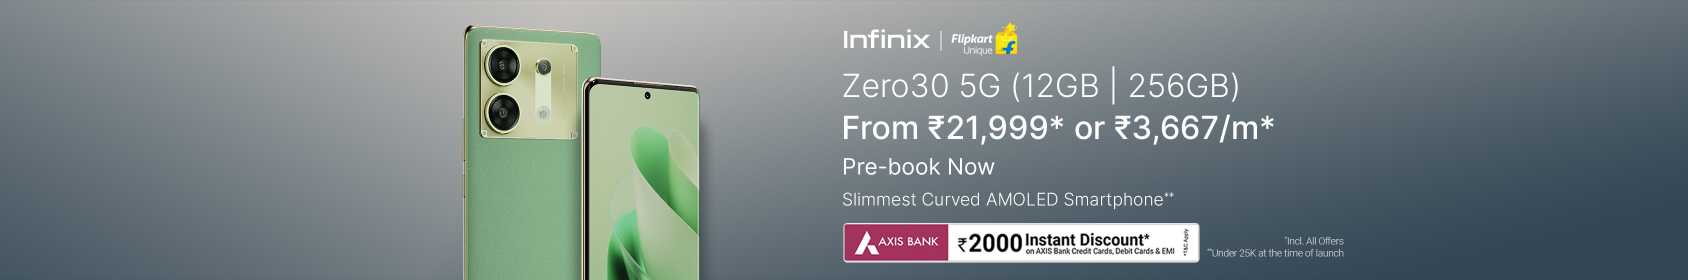 Infinix | Flipkart Unique
Zero30 5G (12GB | 256GB)
From ₹21,999* or ₹3,667/m*
Pre-book Now
Slimmest Curved AMOLED Smartphone**
AXIS BANK
₹2000 Instant Discount*
on AXIS Bank Credit Cards, Debit Cards & EMI
*T&C Apply
*Incl. All Offers
**Under 25K at the time of launch